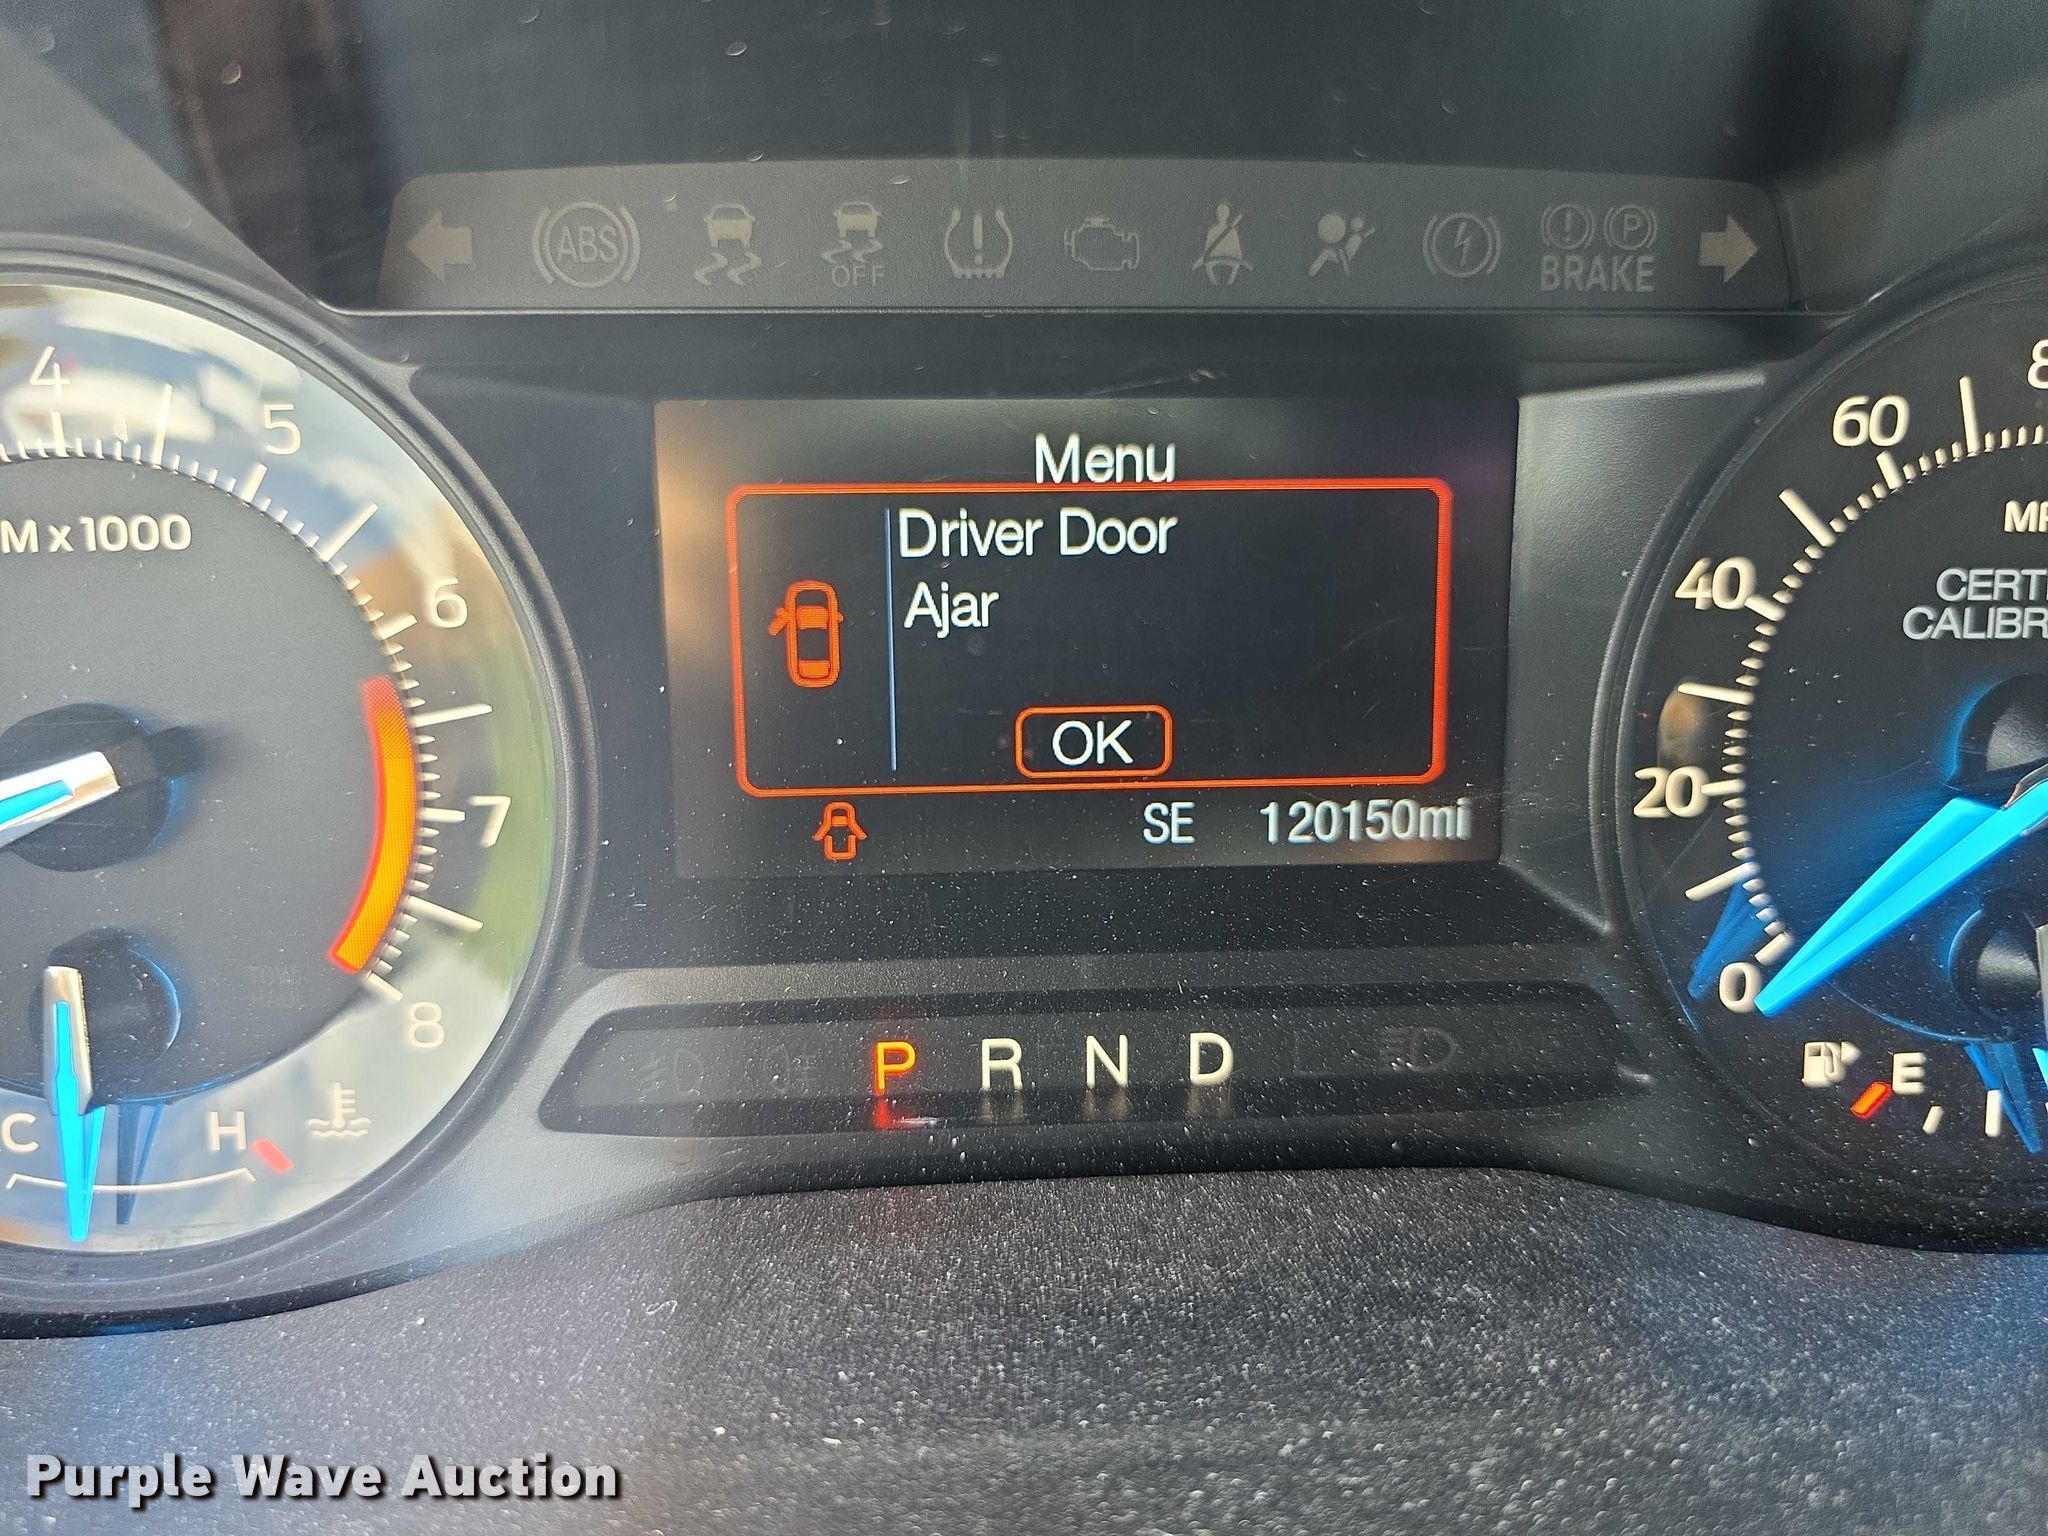 ABS
OFF
BRAKE
4
5
6
7
8
M x 1000
C
H
Menu
Driver Door
Ajar
OK
SE 120150mi
P R N D
60
40
20
0
CALIBR
E
Purple Wave Auction